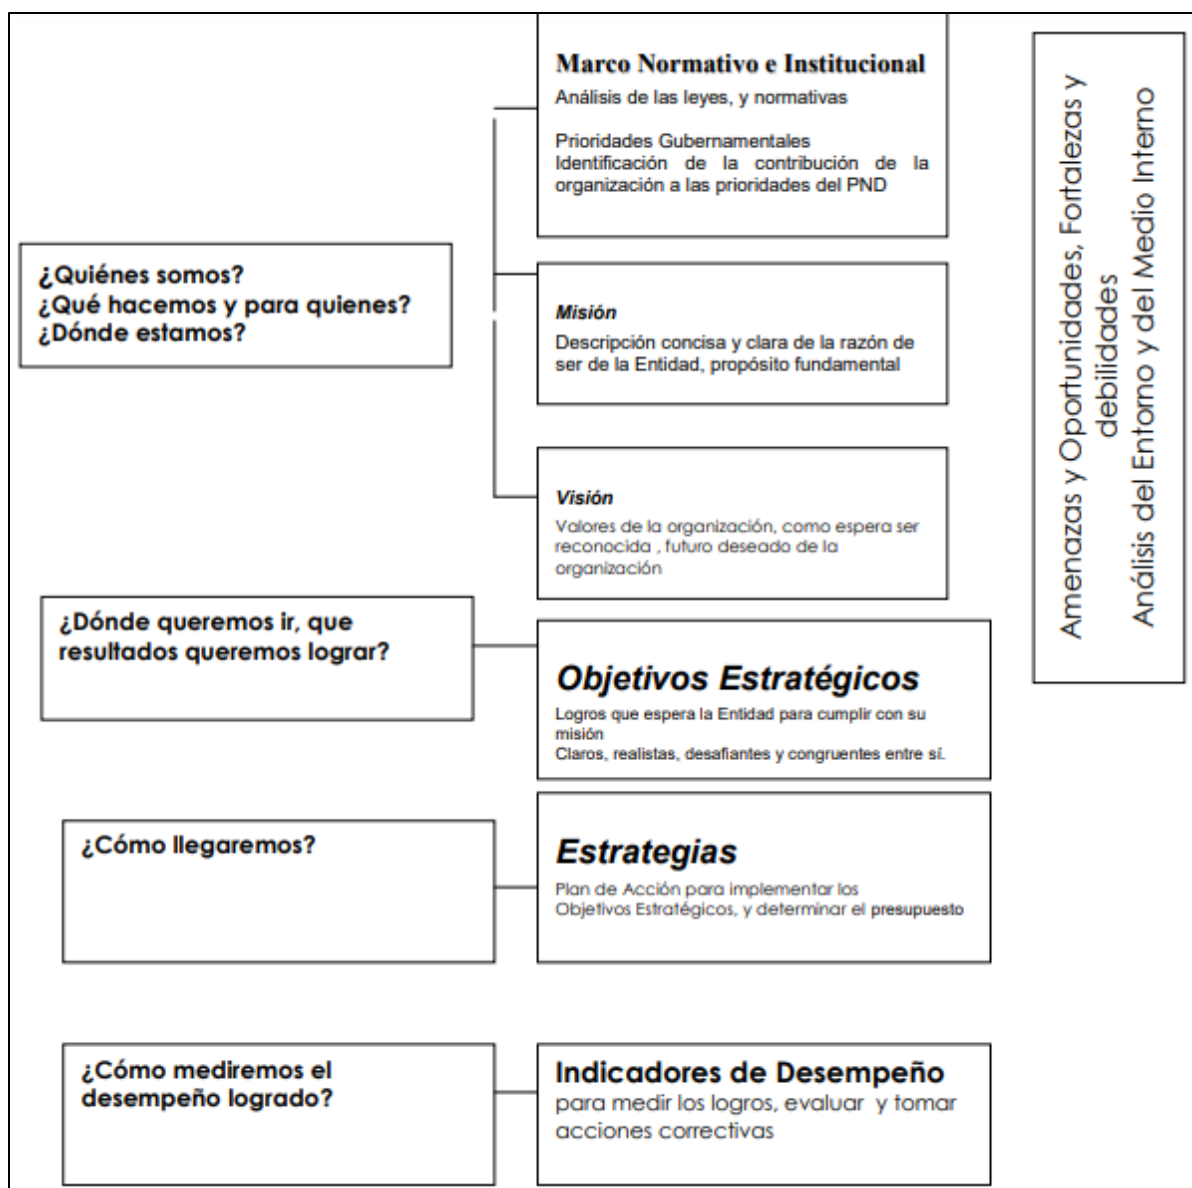 Marco Normativo e Institucional
Análisis de las leyes, y normativas
Prioridades Gubernamentales
Identificación de la contribución de la
organización a las prioridades del PND
¿Quiénes somos?
¿Qué hacemos y para quienes?
¿Dónde estamos?
Misión
Descripción concisa y clara de la razón de
ser de la Entidad, propósito fundamental
Visión
Valores de la organización, como espera ser
reconocida , futuro deseado de la
organización
¿Dónde queremos ir, que
resultados queremos lograr?
Objetivos Estratégicos
Logros que espera la Entidad para cumplir con su
misión
Claros, realistas, desafiantes y congruentes entre sí.
¿Cómo llegaremos?
Estrategias
Plan de Acción para implementar los
Objetivos Estratégicos, y determinar el presupuesto
¿Cómo mediremos el
desempeño logrado?
Indicadores de Desempeño
para medir los logros, evaluar y tomar
acciones correctivas
Amenazas y Oportunidades, Fortalezas y
debilidades
Análisis del Entorno y del Medio Interno